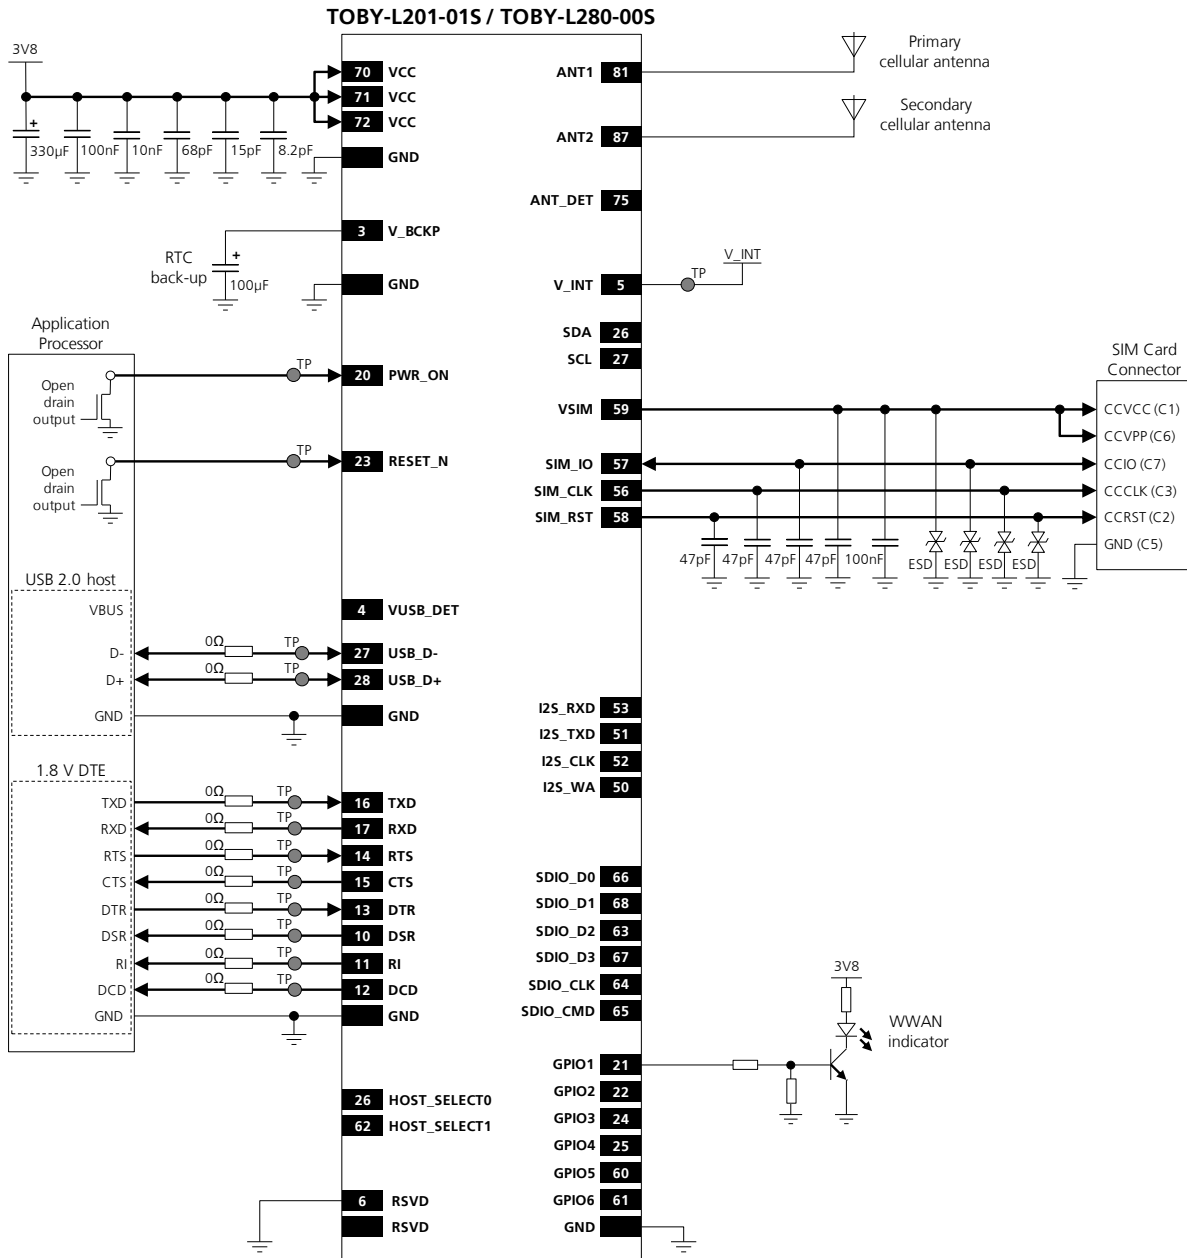 TOBY-L201-01S / TOBY-L280-00S
3V8
70 VCC
71 VCC
72 VCC
+
330µF
100nF
10nF
68pF
15pF
8.2pF
GND
3 V_BCKP
RTC
back-up
+
100µF
GND
Application
Processor
Open
drain
output
TP
20 PWR_ON
Open
drain
output
TP
23 RESET_N
USB 2.0 host
VBUS
4 VUSB_DET
D- 0Ω TP 27 USB_D-
D+ 0Ω TP 28 USB_D+
GND
GND
1.8 V DTE
TXD 0Ω TP 16 TXD
RXD 0Ω TP 17 RXD
RTS 0Ω TP 14 RTS
CTS 0Ω TP 15 CTS
DTR 0Ω TP 13 DTR
DSR 0Ω TP 10 DSR
RI 0Ω TP 11 RI
DCD 0Ω TP 12 DCD
GND
GND
26 HOST_SELECT0
62 HOST_SELECT1
6 RSVD
RSVD
ANT1 81
Primary
cellular antenna
ANT2 87
Secondary
cellular antenna
ANT_DET 75
V_INT 5
TP
V_INT
SDA 26
SCL 27
SIM Card
Connector
VSIM 59
CCVCC (C1)
CCVPP (C6)
SIM_IO 57
CCIO (C7)
SIM_CLK 56
CCCLK (C3)
SIM_RST 58
CCRST (C2)
GND (C5)
47pF
47pF
47pF
47pF
100nF
ESD
ESD
ESD
ESD
I2S_RXD 53
I2S_TXD 51
I2S_CLK 52
I2S_WA 50
SDIO_D0 66
SDIO_D1 68
SDIO_D2 63
SDIO_D3 67
SDIO_CLK 64
SDIO_CMD 65
3V8
WWAN
indicator
GPIO1 21
GPIO2 22
GPIO3 24
GPIO4 25
GPIO5 60
GPIO6 61
GND